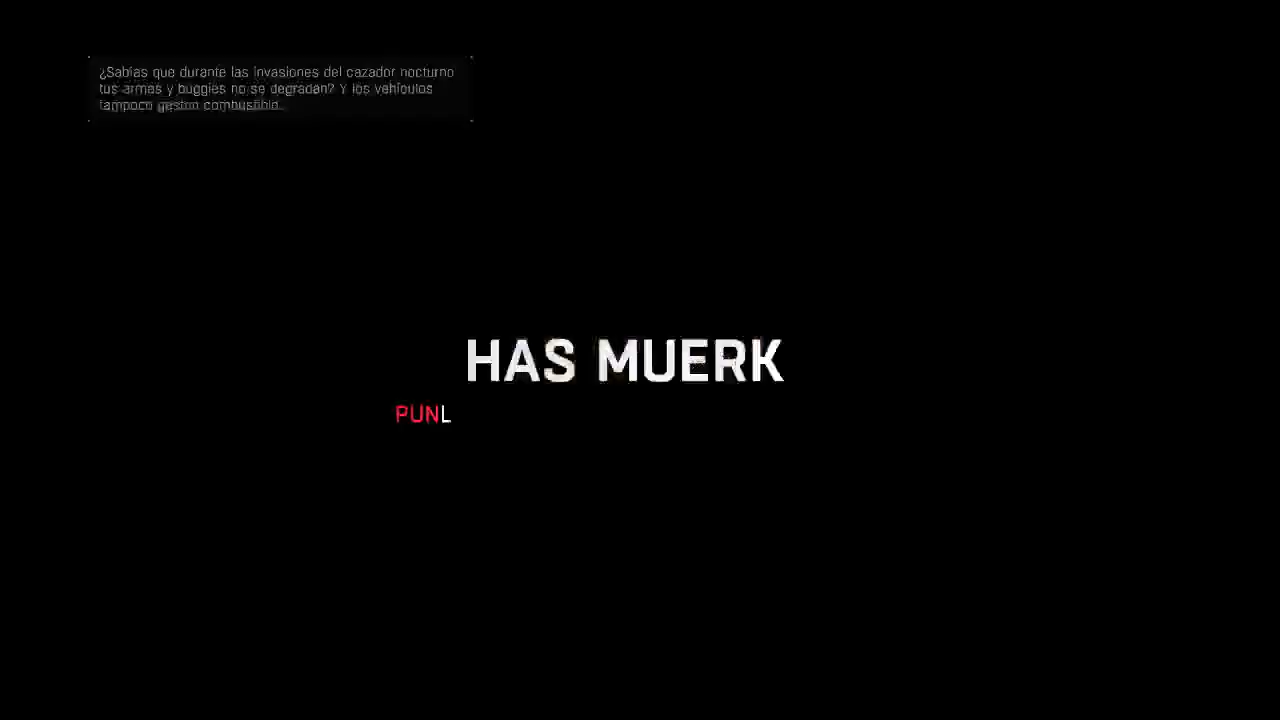 ¿Sabías que durante las invasiones del cazador nocturno
tus armas y buggies no se degradan? Y los vehículos
tampoco gastan combustible.
HAS MUERK
PUNL